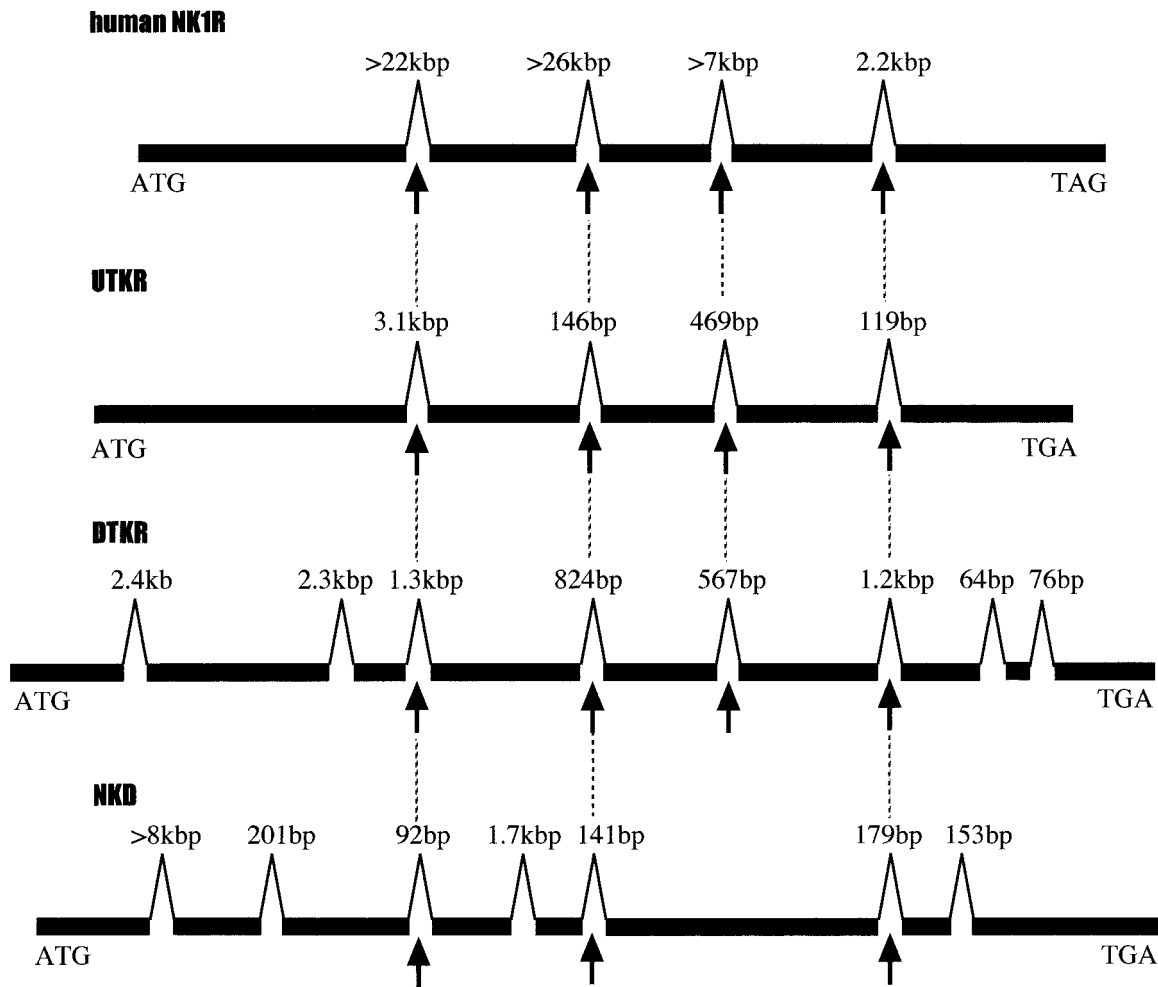 human NK1R
>22kbp >26kbp >7kbp 2.2kbp
ATG TAG
UTKR
3.1kbp 146bp 469bp 119bp
ATG TGA
DTKR
2.4kb 2.3kbp 1.3kbp 824bp 567bp 1.2kbp 64bp 76bp
ATG TGA
NKD
>8kbp 201bp 92bp 1.7kbp 141bp 179bp 153bp
ATG TGA